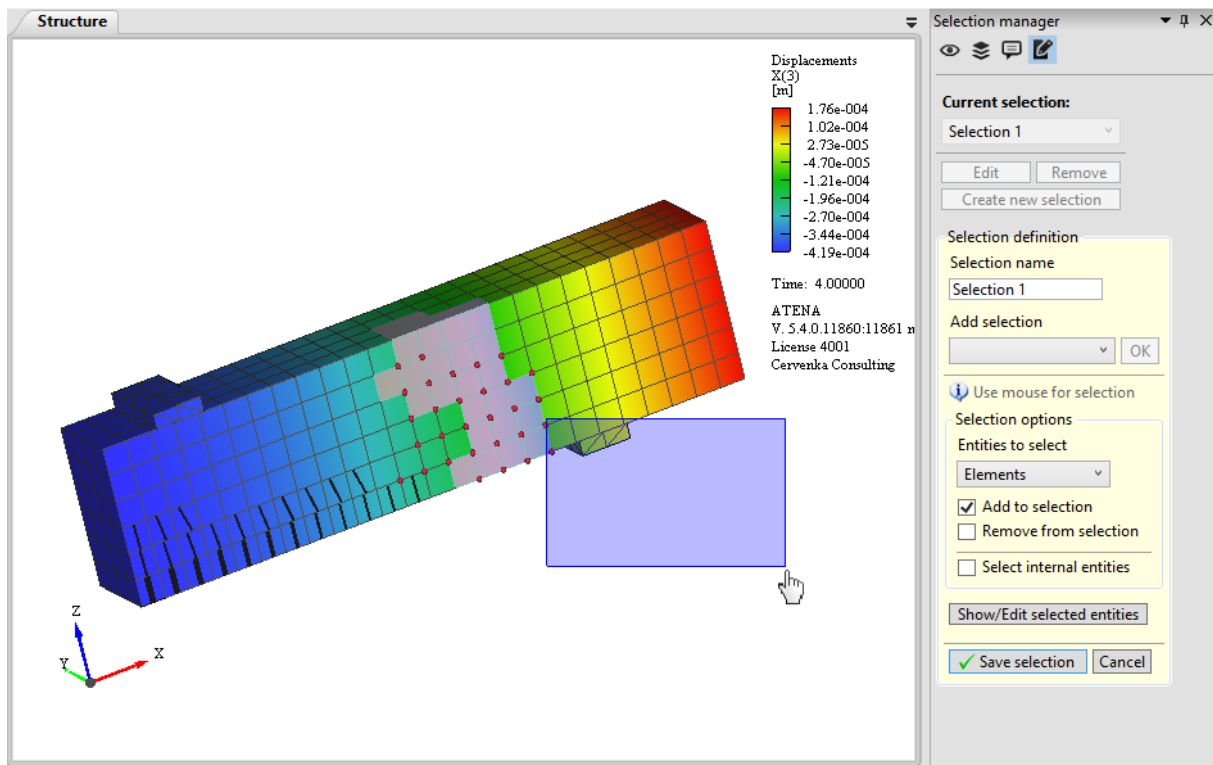 Structure
Displacements
X(3)
[m]
1.76e-004
1.02e-004
2.73e-005
-4.70e-005
-1.21e-004
-1.96e-004
-2.70e-004
-3.44e-004
-4.19e-004
Time: 4.00000
ATENA
V. 5.4.0.11860:11861 n
License 4001
Cervenka Consulting
Z
Y
X
Selection manager
Current selection:
Selection 1
Edit Remove
Create new selection
Selection definition
Selection name
Selection 1
Add selection
OK
Use mouse for selection
Selection options
Entities to select
Elements
Add to selection
Remove from selection
Select internal entities
Show/Edit selected entities
Save selection Cancel